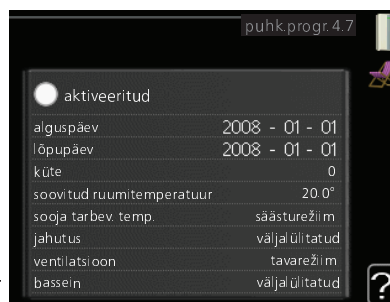 puhk.progr. 4.7
aktiveeritud
alguspäev 2008 - 01 - 01
lõpupäev 2008 - 01 - 01
küte 0
soovitud ruumitemperatuur 20.0°
sooja tarbev. temp. säästurežiim
jahutus väljalülitatud
ventilatsioon tavarežiim
bassein väljalülitatud
?